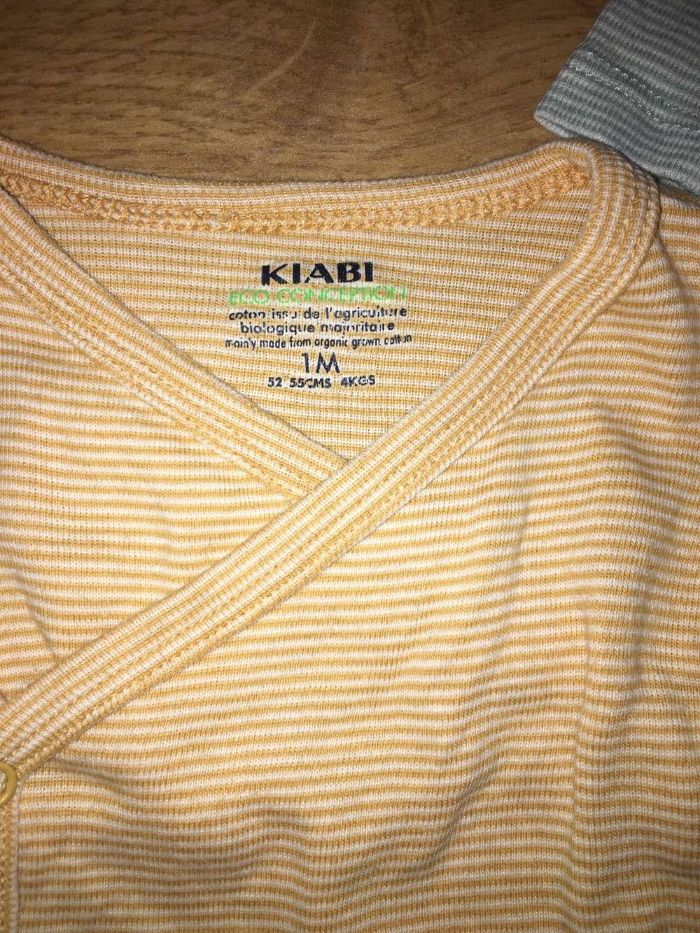 KIABI
ECO CONCEPTION
coton issu de l'agriculture
biologique majoritaire
mainly made from organic grown cotton
1M
52 55CMS 4KGS